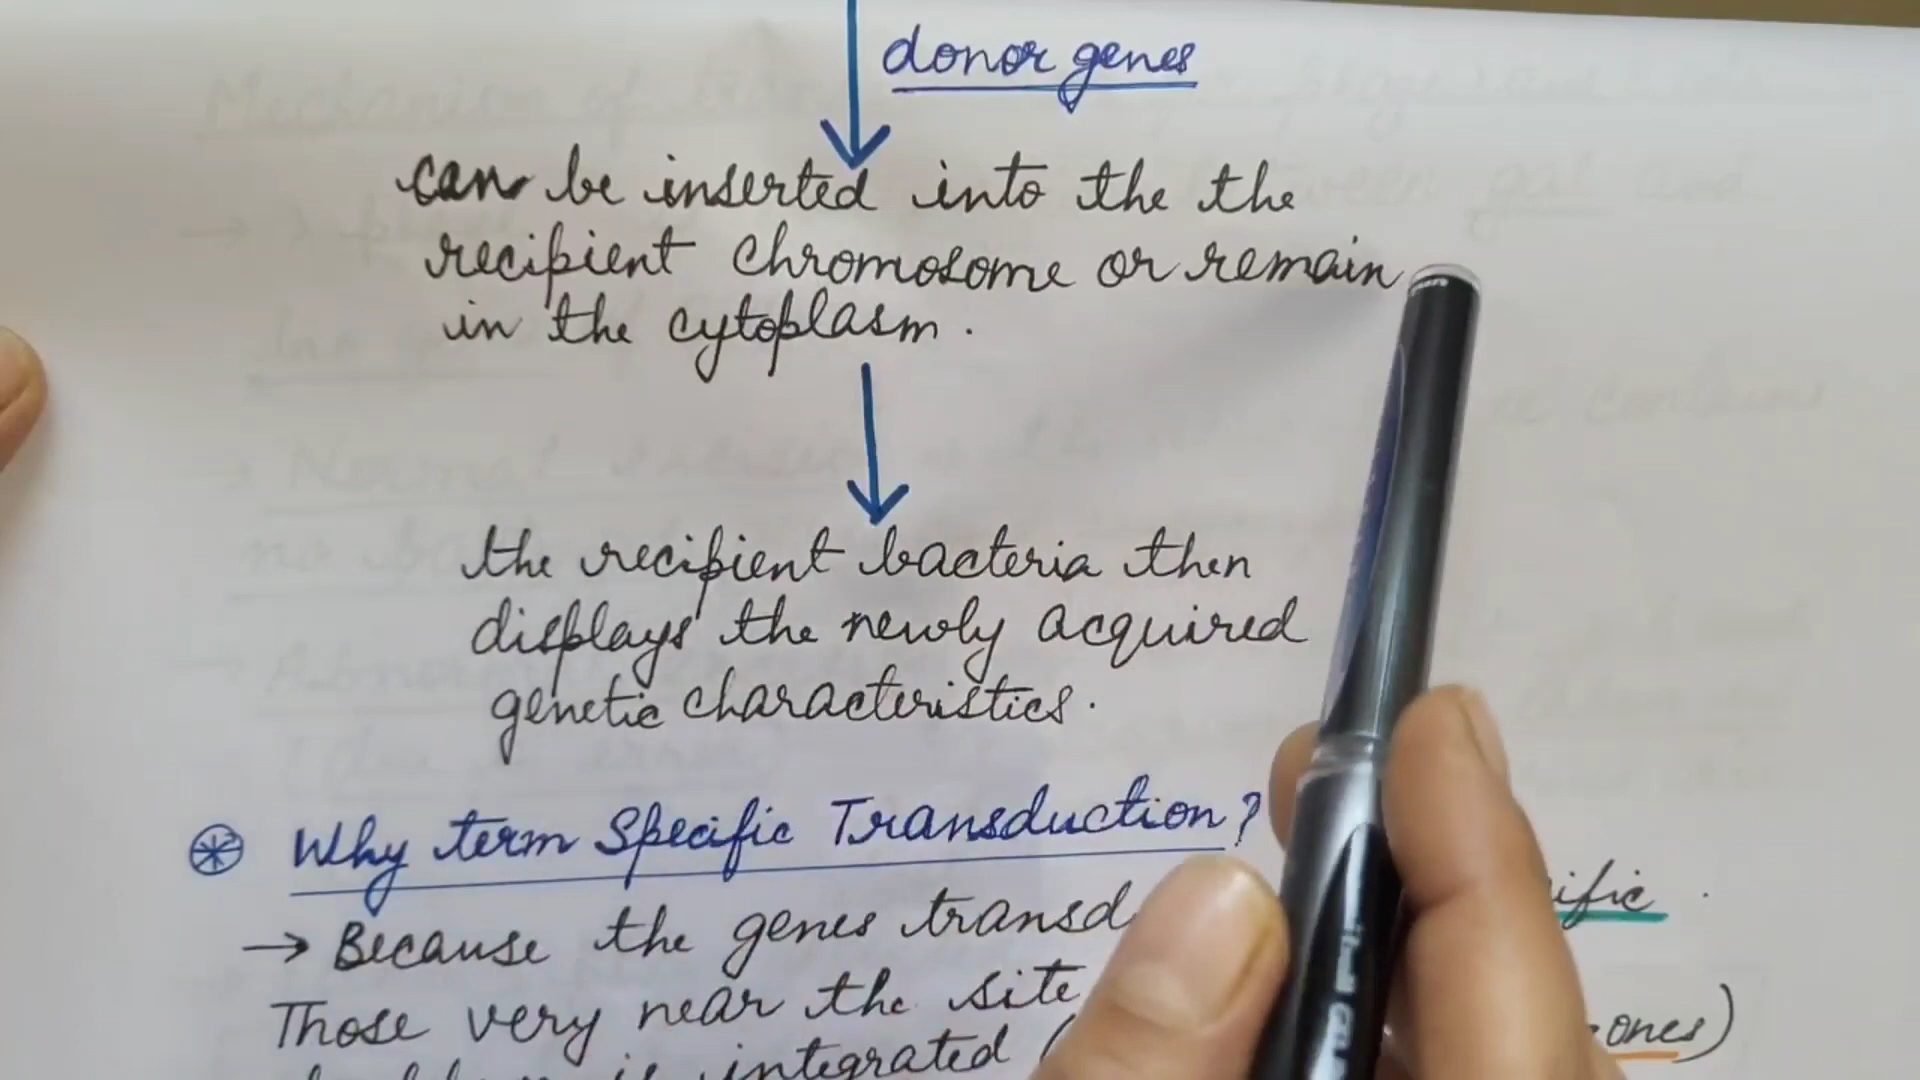 donor genes
can be inserted into the the
recipient chromosome or remain
in the cytoplasm.
the recipient bacteria then
displays the newly acquired
genetic characteristics.
Why term Specific Transduction?
→ Because the genes
Those very near the site
is integrated ( ones)